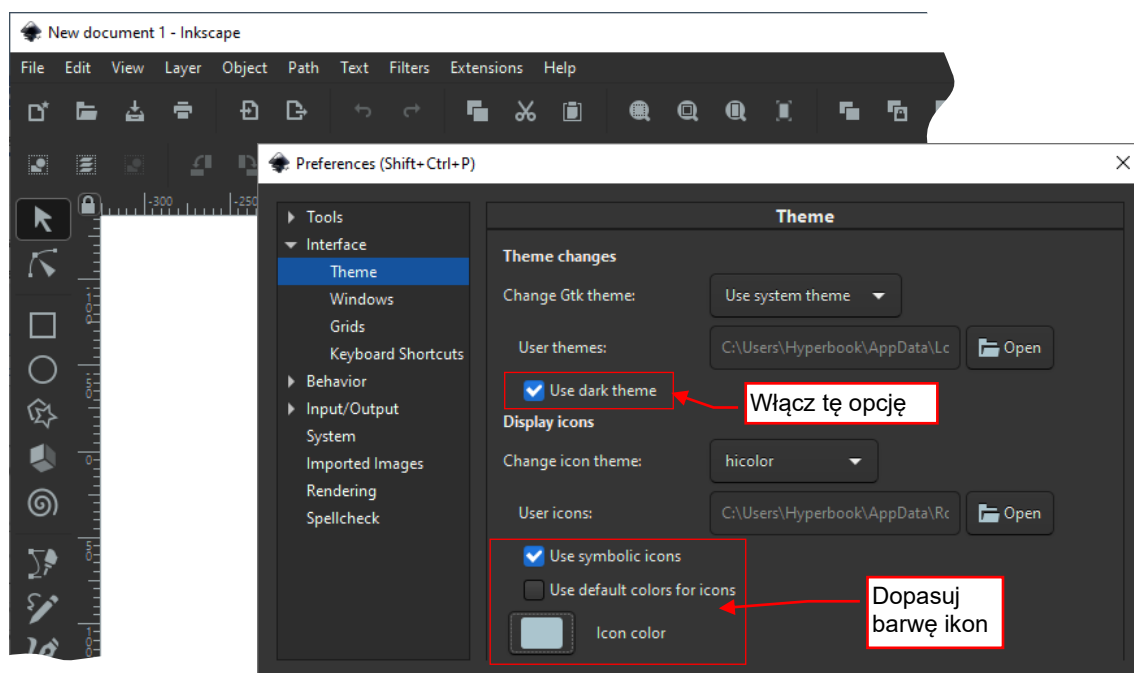 New document 1 - Inkscape
File Edit View Layer Object Path Text Filters Extensions Help
Preferences (Shift+Ctrl+P)
-300 -250
Tools
Interface
Theme
Windows
Grids
Keyboard Shortcuts
Behavior
Input/Output
System
Imported Images
Rendering
Spellcheck
Theme
Theme changes
Change Gtk theme: Use system theme
User themes: C:\Users\Hyperbook\AppData\Lc Open
Use dark theme
Włącz tę opcję
Display icons
Change icon theme: hicolor
User icons: C:\Users\Hyperbook\AppData\Rc Open
Use symbolic icons
Use default colors for icons
Icon color
Dopasuj
barwę ikon